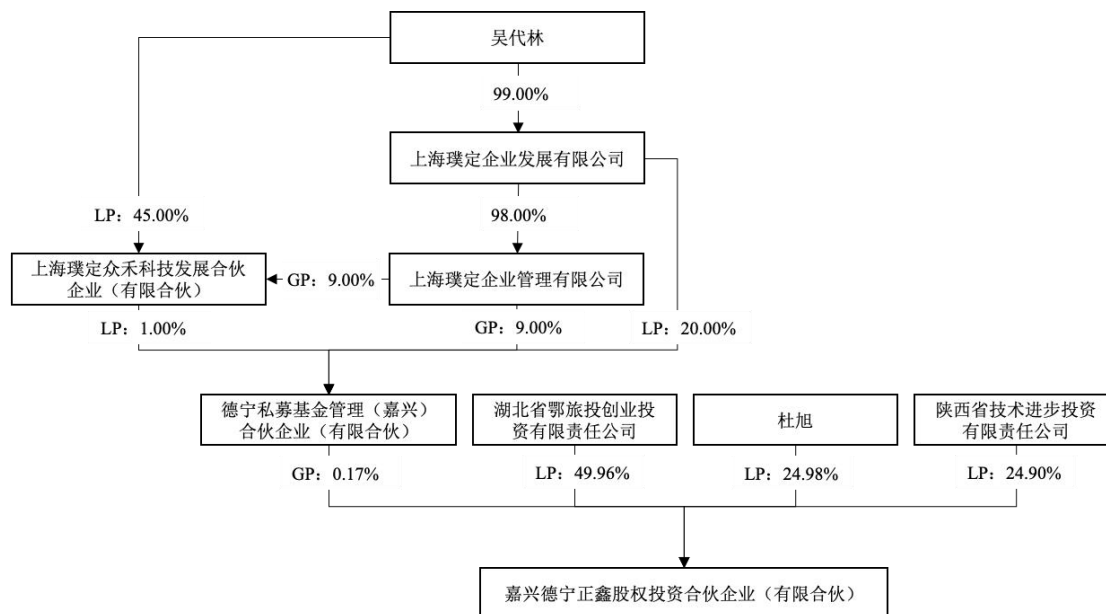 吴代林
99.00%
上海璞定企业发展有限公司
LP：45.00%
98.00%
上海璞定众禾科技发展合伙
企业（有限合伙）
GP：9.00%
上海璞定企业管理有限公司
LP：1.00%
GP：9.00%
LP：20.00%
德宁私募基金管理（嘉兴）
合伙企业（有限合伙）
湖北省鄂旅投创业投
资有限责任公司
杜旭
陕西省技术进步投资
有限责任公司
GP：0.17%
LP：49.96%
LP：24.98%
LP：24.90%
嘉兴德宁正鑫股权投资合伙企业（有限合伙）